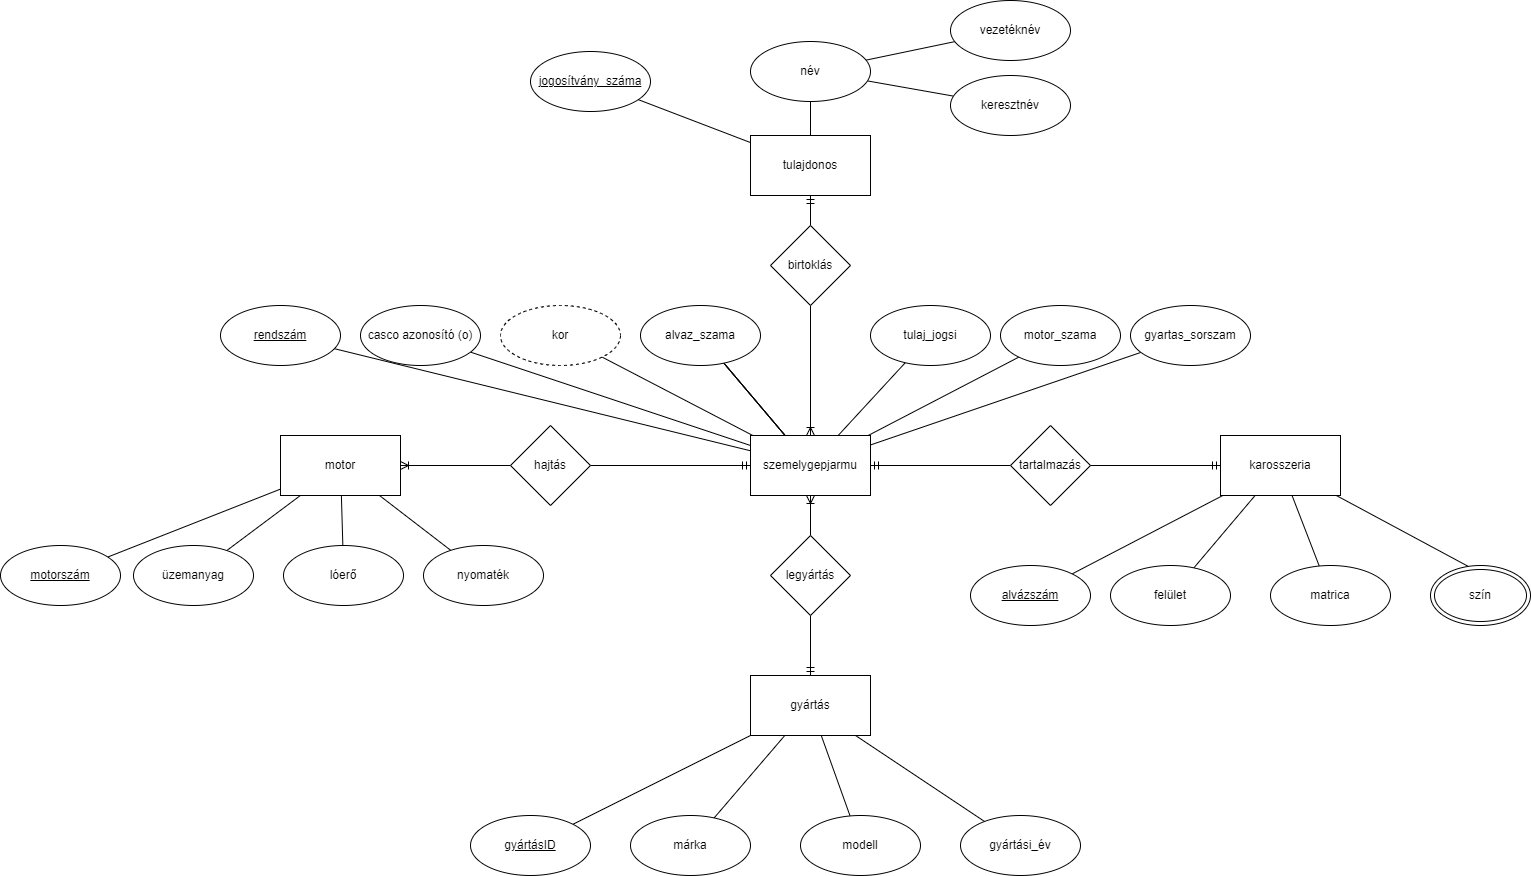 vezetéknév
név
jogosítvány_száma
keresztnév
tulajdonos
birtoklás
rendszám
casco azonosító (o)
kor
alvaz_szama
tulaj_jogsi
motor_szama
gyartas_sorszam
motor
hajtás
szemelygepjarmu
tartalmazás
karosszeria
motorszám
üzemanyag
lóerő
nyomaték
legyártás
alvázszám
felület
matrica
szín
gyártás
gyártásID
márka
modell
gyártási_év